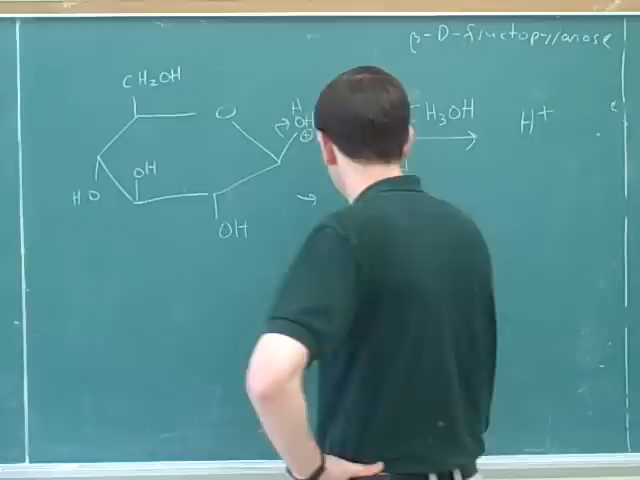 β-D-fructopyranose
CH₂OH
O
H
OH
⊕
H₃OH
H⁺
OH
HO
OH